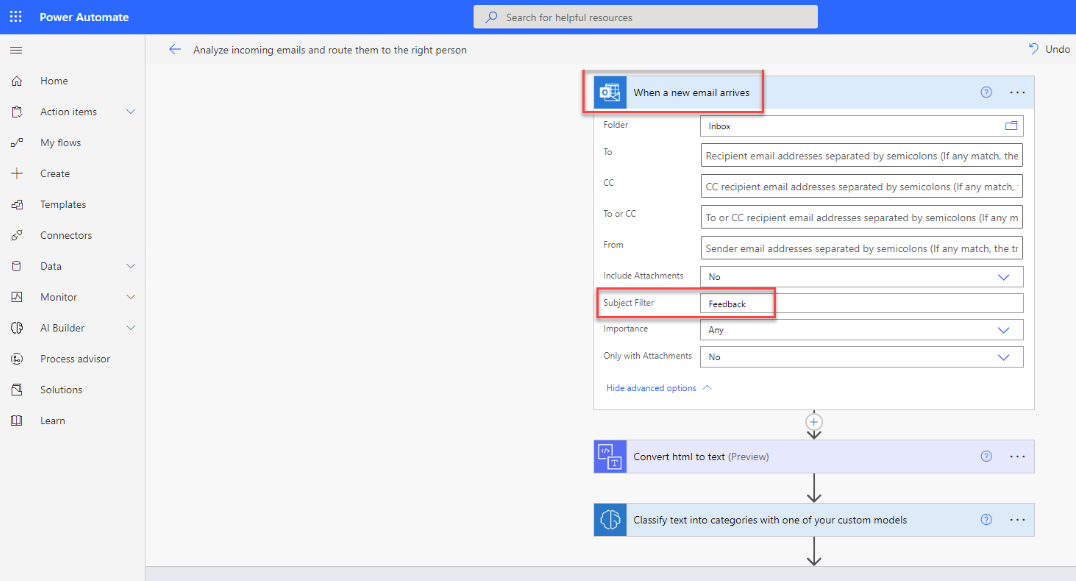 Power Automate
Search for helpful resources
Analyze incoming emails and route them to the right person
Undo
Home
Action items
My flows
Create
Templates
Connectors
Data
Monitor
AI Builder
Process advisor
Solutions
Learn
When a new email arrives
Folder
Inbox
To
Recipient email addresses separated by semicolons (If any match, the
CC
CC recipient email addresses separated by semicolons (If any match,
To or CC
To or CC recipient email addresses separated by semicolons (If any m
From
Sender email addresses separated by semicolons (If any match, the tr
Include Attachments
No
Subject Filter
Feedback
Importance
Any
Only with Attachments
No
Hide advanced options
Convert html to text (Preview)
Classify text into categories with one of your custom models